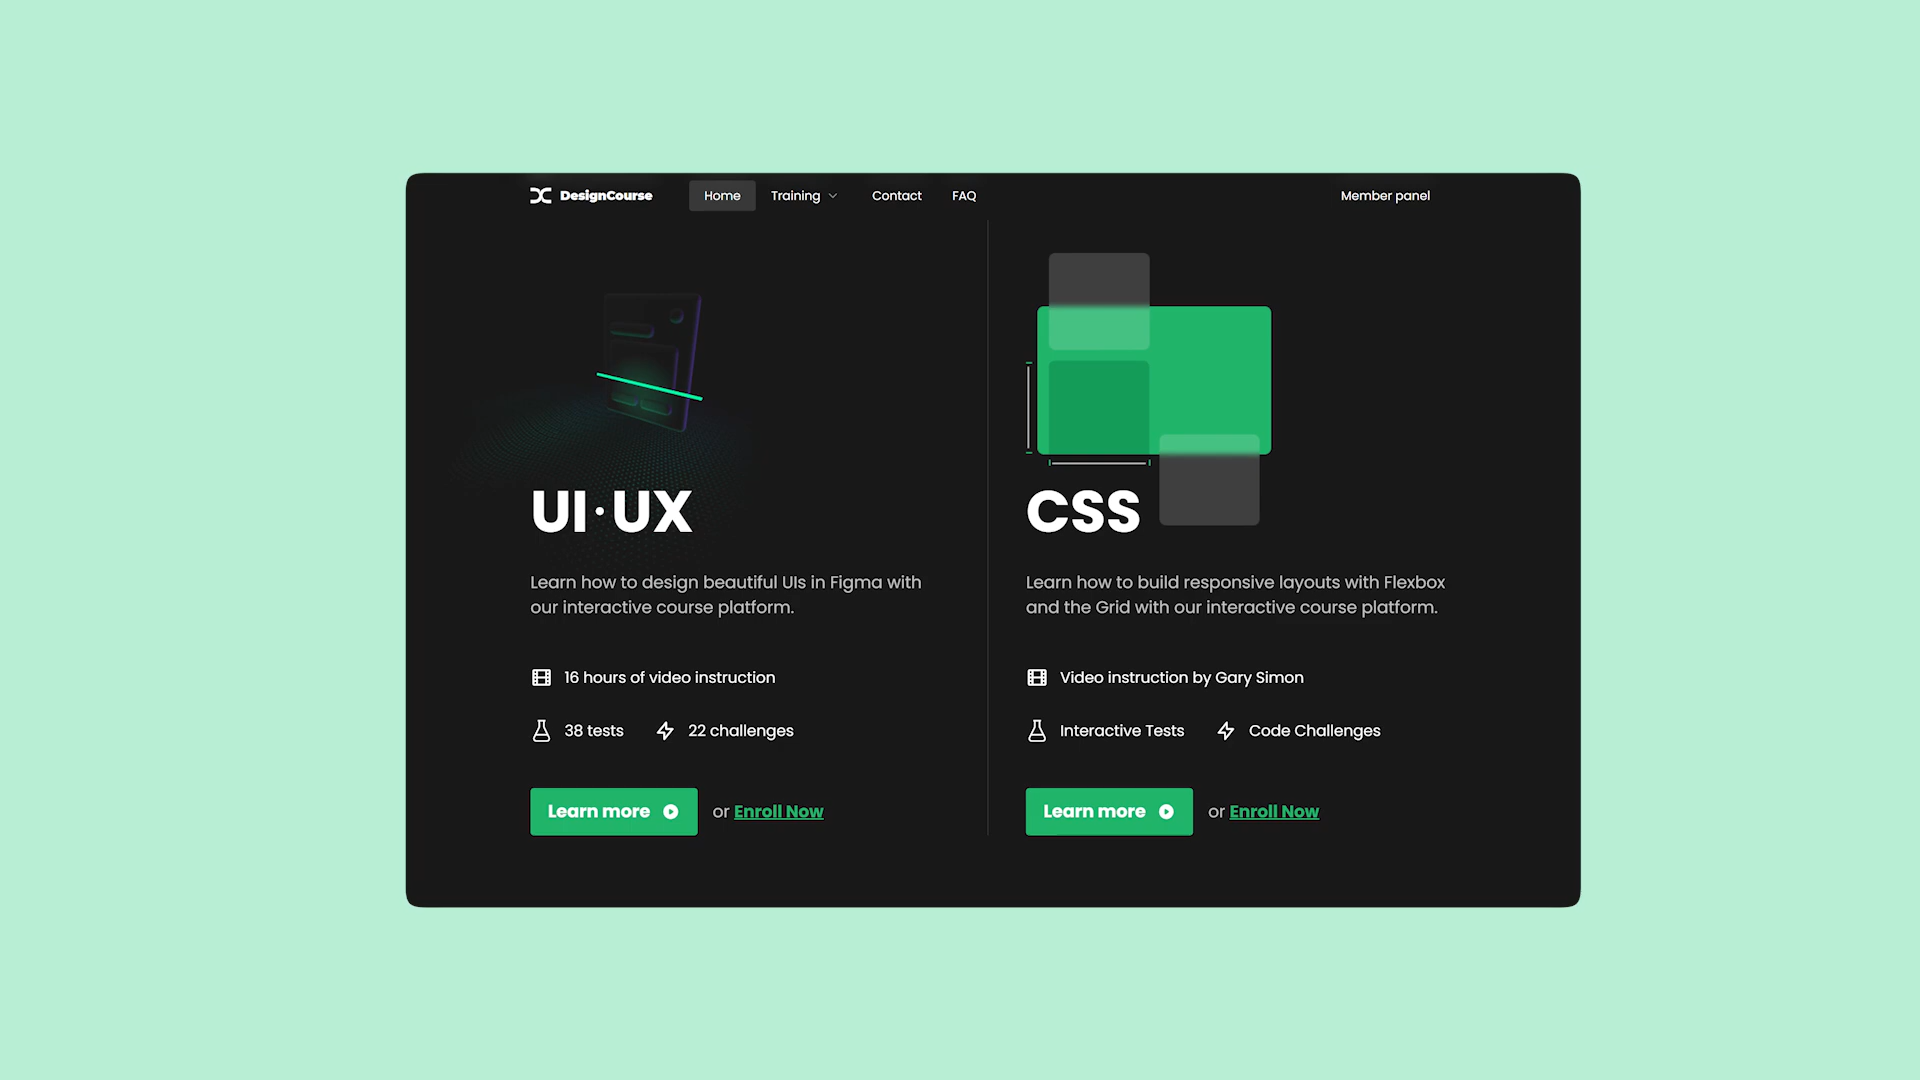 DesignCourse
Home
Training
Contact
FAQ
Member panel
UI·UX
Learn how to design beautiful UIs in Figma with
our interactive course platform.
16 hours of video instruction
38 tests
22 challenges
Learn more
or Enroll Now
CSS
Learn how to build responsive layouts with Flexbox
and the Grid with our interactive course platform.
Video instruction by Gary Simon
Interactive Tests
Code Challenges
Learn more
or Enroll Now